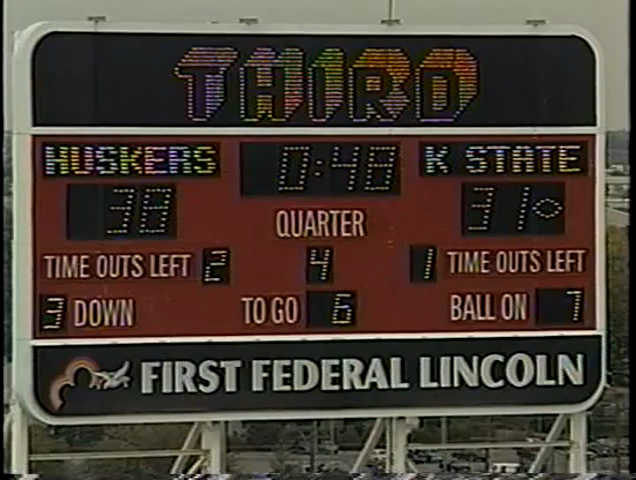 THIRD
HUSKERS 0:48 K STATE
38 31
QUARTER
TIME OUTS LEFT 2 4 1 TIME OUTS LEFT
3 DOWN TO GO 6 BALL ON 7
FIRST FEDERAL LINCOLN